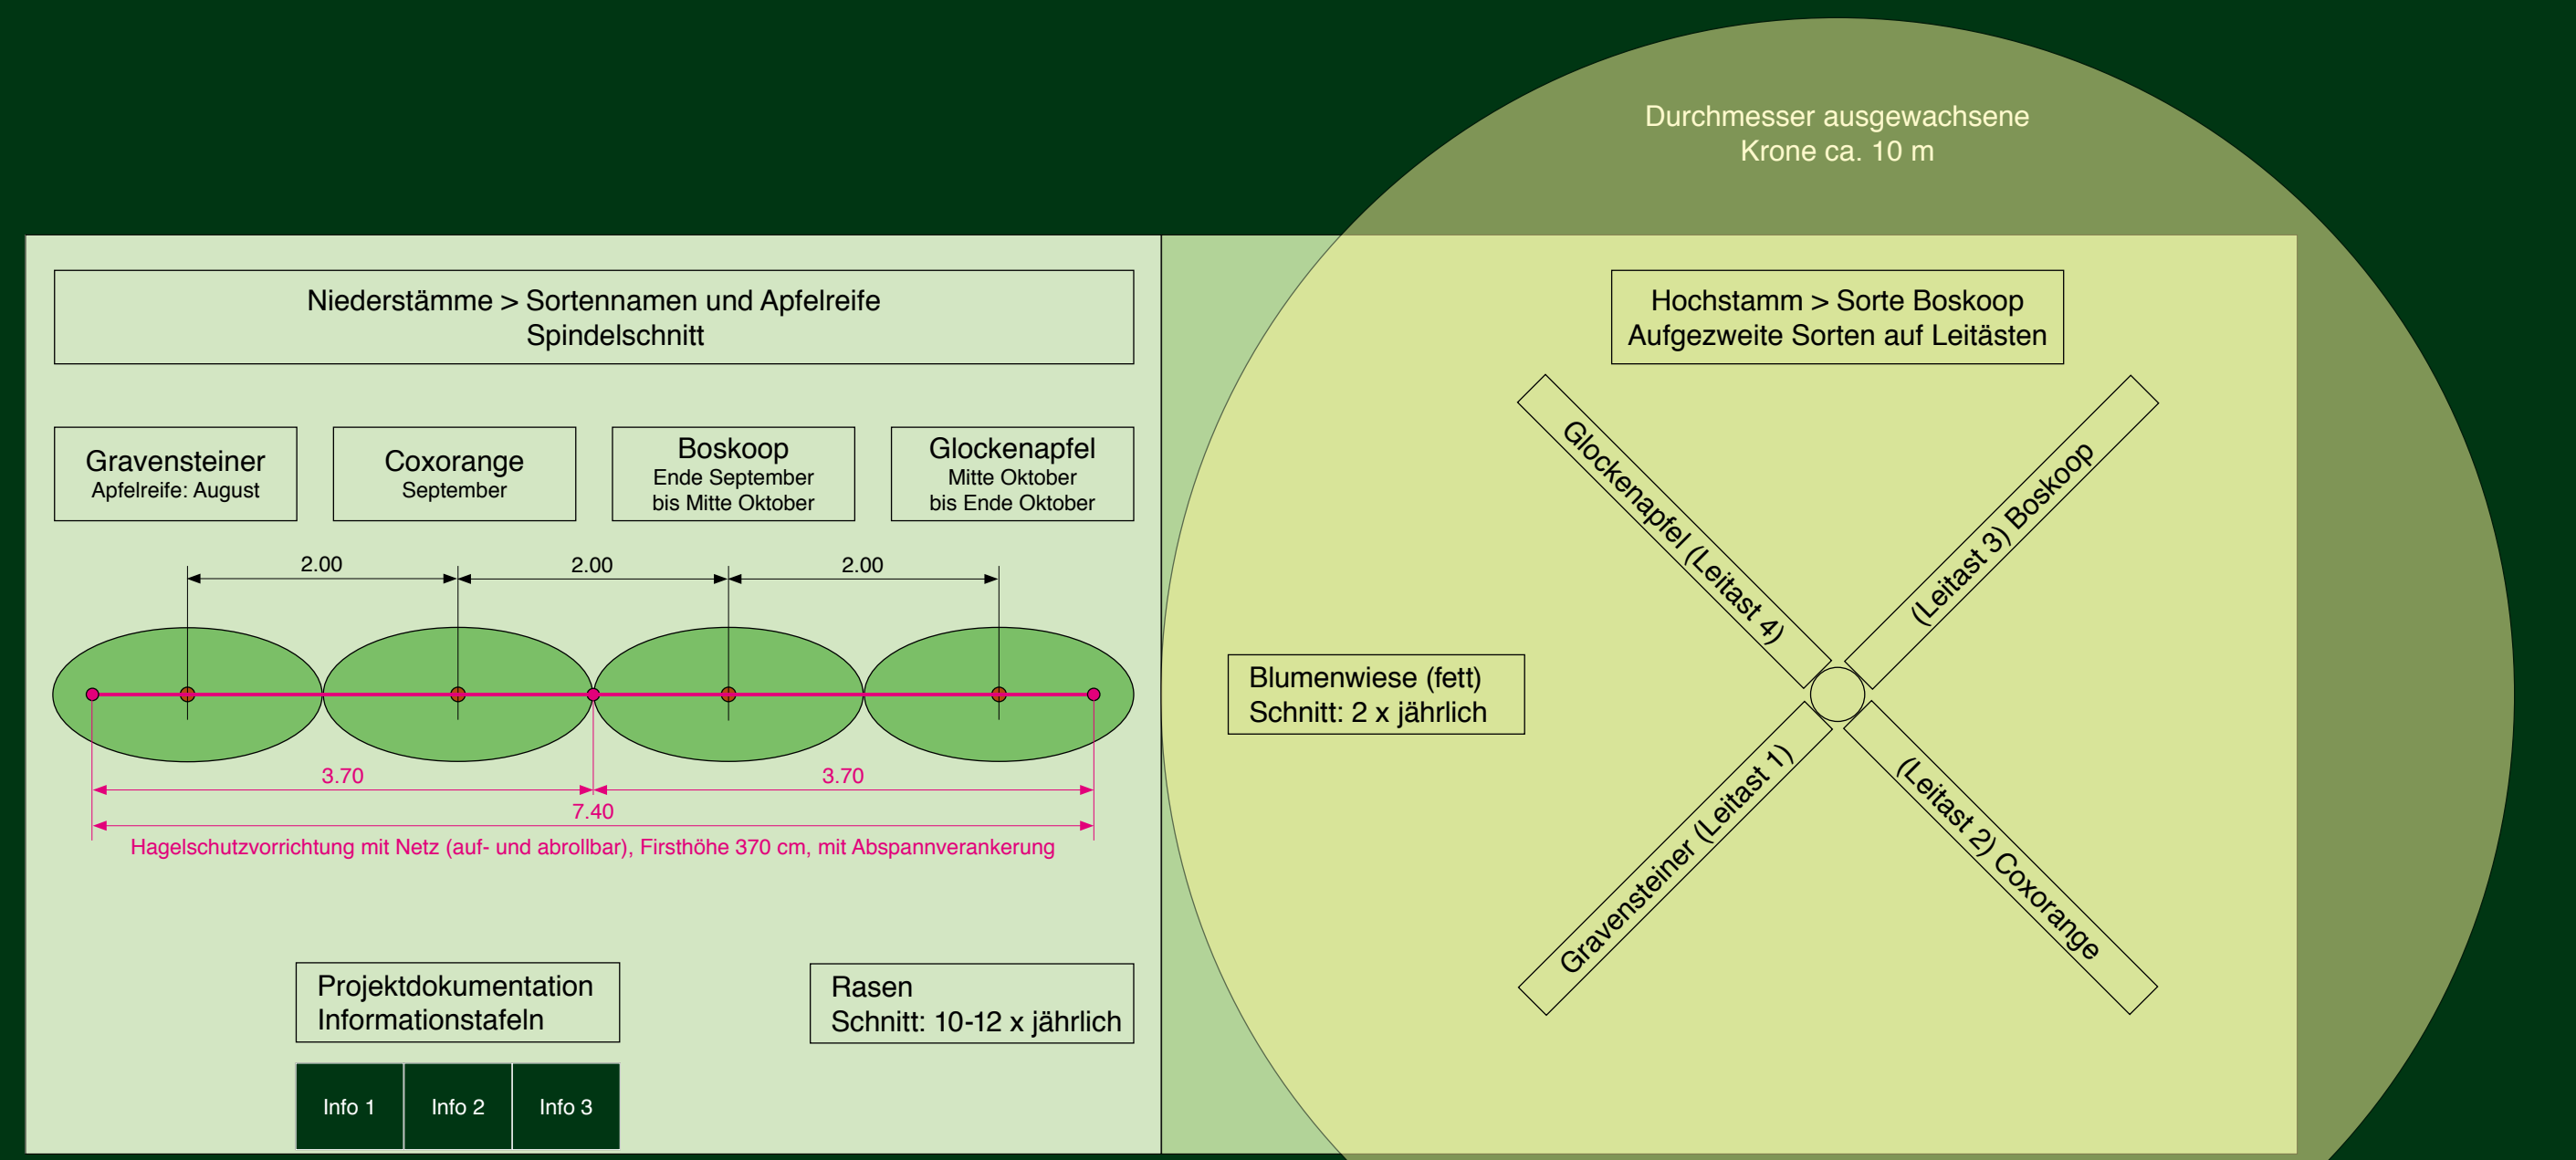 Durchmesser ausgewachsene
Krone ca. 10 m
Niederstämme > Sortennamen und Apfelreife
Spindelschnitt
Hochstamm > Sorte Boskoop
Aufgezweite Sorten auf Leitästen
Gravensteiner
Apfelreife: August
Coxorange
September
Boskoop
Ende September
bis Mitte Oktober
Glockenapfel
Mitte Oktober
bis Ende Oktober
2.00
2.00
2.00
3.70
3.70
7.40
Hagelschutzvorrichtung mit Netz (auf- und abrollbar), Firsthöhe 370 cm, mit Abspannverankerung
Glockenapfel (Leitast 4)
(Leitast 3) Boskoop
Blumenwiese (fett)
Schnitt: 2 x jährlich
Gravensteiner (Leitast 1)
(Leitast 2) Coxorange
Projektdokumentation
Informationstafeln
Rasen
Schnitt: 10-12 x jährlich
Info 1
Info 2
Info 3